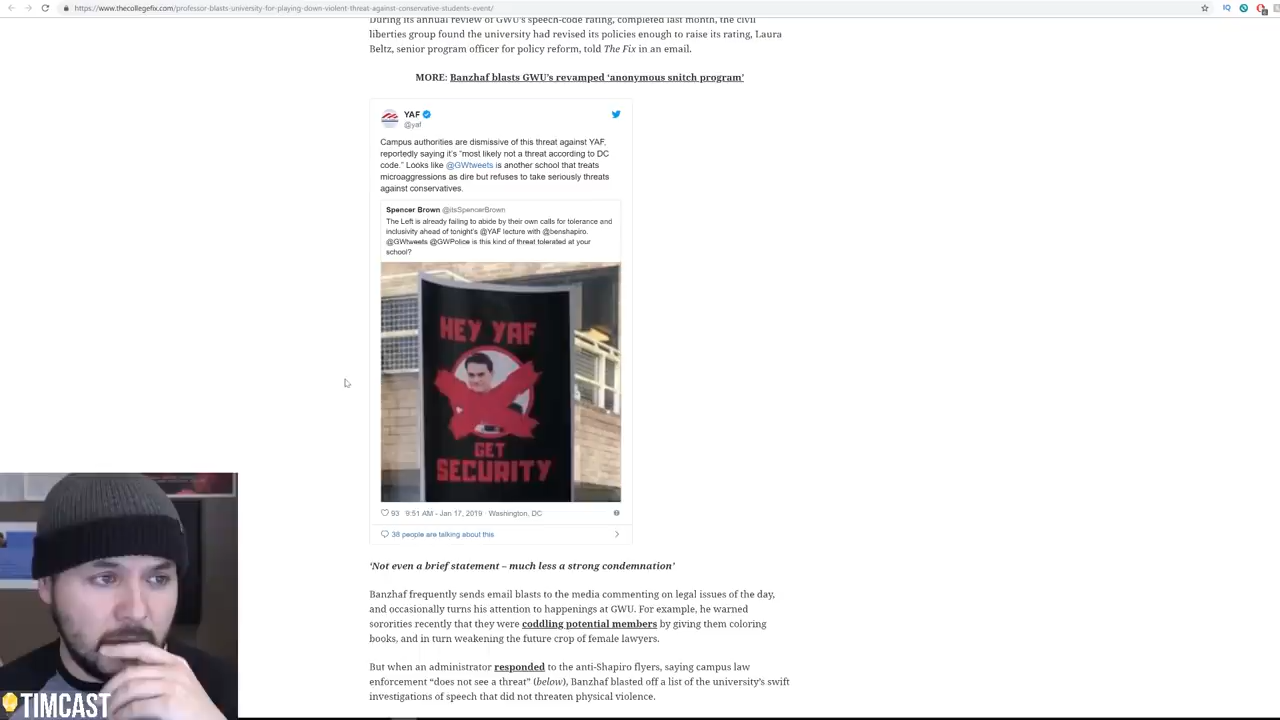 https://www.thecollegefix.com/professor-blasts-university-for-playing-down-violent-threat-against-conservative-students-event/
During its annual review of GWU's speech-code rating, completed last month, the civil
liberties group found the university had revised its policies enough to raise its rating, Laura
Beltz, senior program officer for policy reform, told The Fix in an email.
MORE: Banzhaf blasts GWU's revamped 'anonymous snitch program'
YAF
@yaf
Campus authorities are dismissive of this threat against YAF,
reportedly saying it's "most likely not a threat according to DC
code." Looks like @GWtweets is another school that treats
microaggressions as dire but refuses to take seriously threats
against conservatives.
Spencer Brown @itsSpencerBrown
The Left is already failing to abide by their own calls for tolerance and
inclusivity ahead of tonight's @YAF lecture with @benshapiro.
@GWtweets @GWPolice is this kind of threat tolerated at your
school?
HEY YAF
GET
SECURITY
93 9:51 AM - Jan 17, 2019 · Washington, DC
38 people are talking about this
'Not even a brief statement – much less a strong condemnation'
Banzhaf frequently sends email blasts to the media commenting on legal issues of the day,
and occasionally turns his attention to happenings at GWU. For example, he warned
sororities recently that they were coddling potential members by giving them coloring
books, and in turn weakening the future crop of female lawyers.
But when an administrator responded to the anti-Shapiro flyers, saying campus law
enforcement "does not see a threat" (below), Banzhaf blasted off a list of the university's swift
investigations of speech that did not threaten physical violence.
TIMCAST